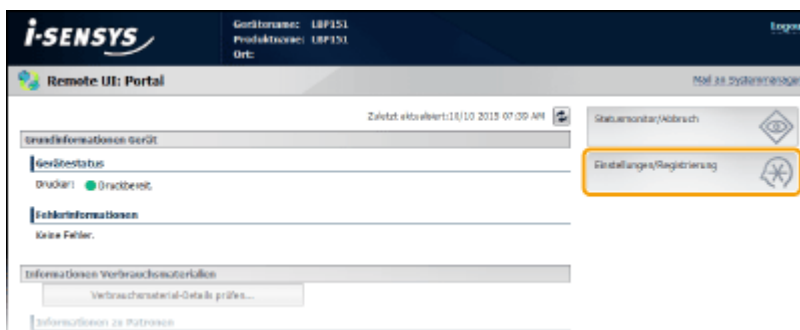 i-SENSYS
Gerätename: LBP151
Produktname: LBP151
Ort:
Logou
Remote UI: Portal
Mail an Systemmanager
Zuletzt aktualisiert:10/10 2015 07:39 AM
Grundinformationen Gerät
Gerätestatus
Drucker: Druckbereit.
Fehlerinformationen
Keine Fehler.
Informationen Verbrauchsmaterialien
Verbrauchsmaterial-Details prüfen...
Informationen zu Patronen
Statusmonitor/Abbruch
Einstellungen/Registrierung